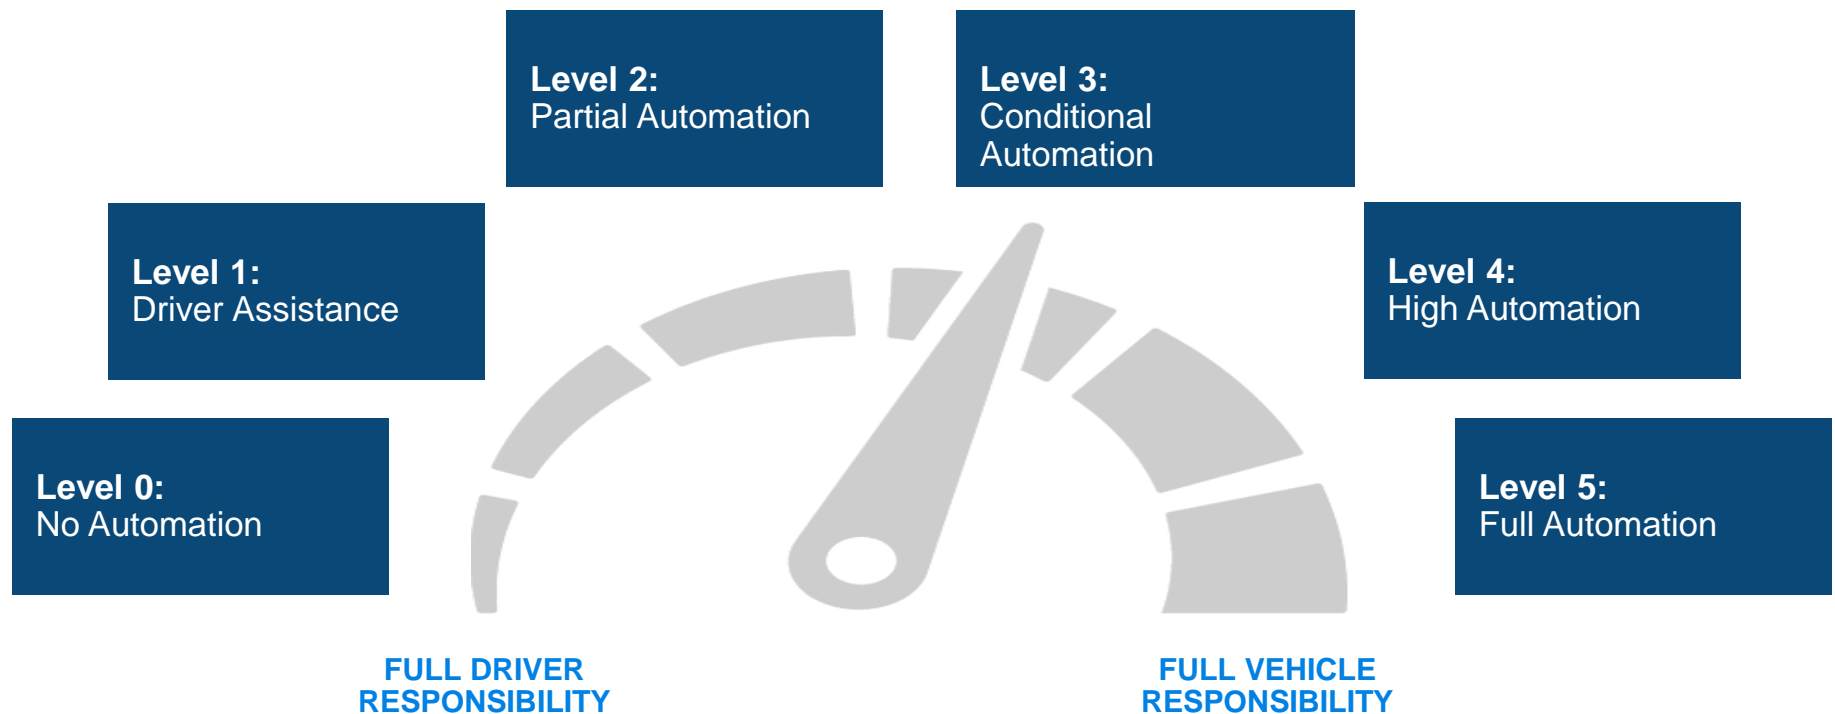 Level 0:
No Automation
Level 1:
Driver Assistance
Level 2:
Partial Automation
Level 3:
Conditional
Automation
Level 4:
High Automation
Level 5:
Full Automation
FULL DRIVER
RESPONSIBILITY
FULL VEHICLE
RESPONSIBILITY